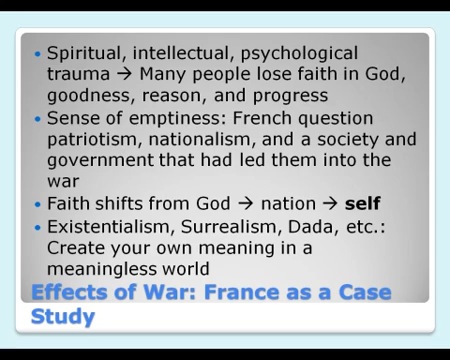 • Spiritual, intellectual, psychological
trauma → Many people lose faith in God,
goodness, reason, and progress
• Sense of emptiness: French question
patriotism, nationalism, and a society and
government that had led them into the
war
• Faith shifts from God → nation → self
• Existentialism, Surrealism, Dada, etc.:
Create your own meaning in a
meaningless world
Effects of War: France as a Case
Study